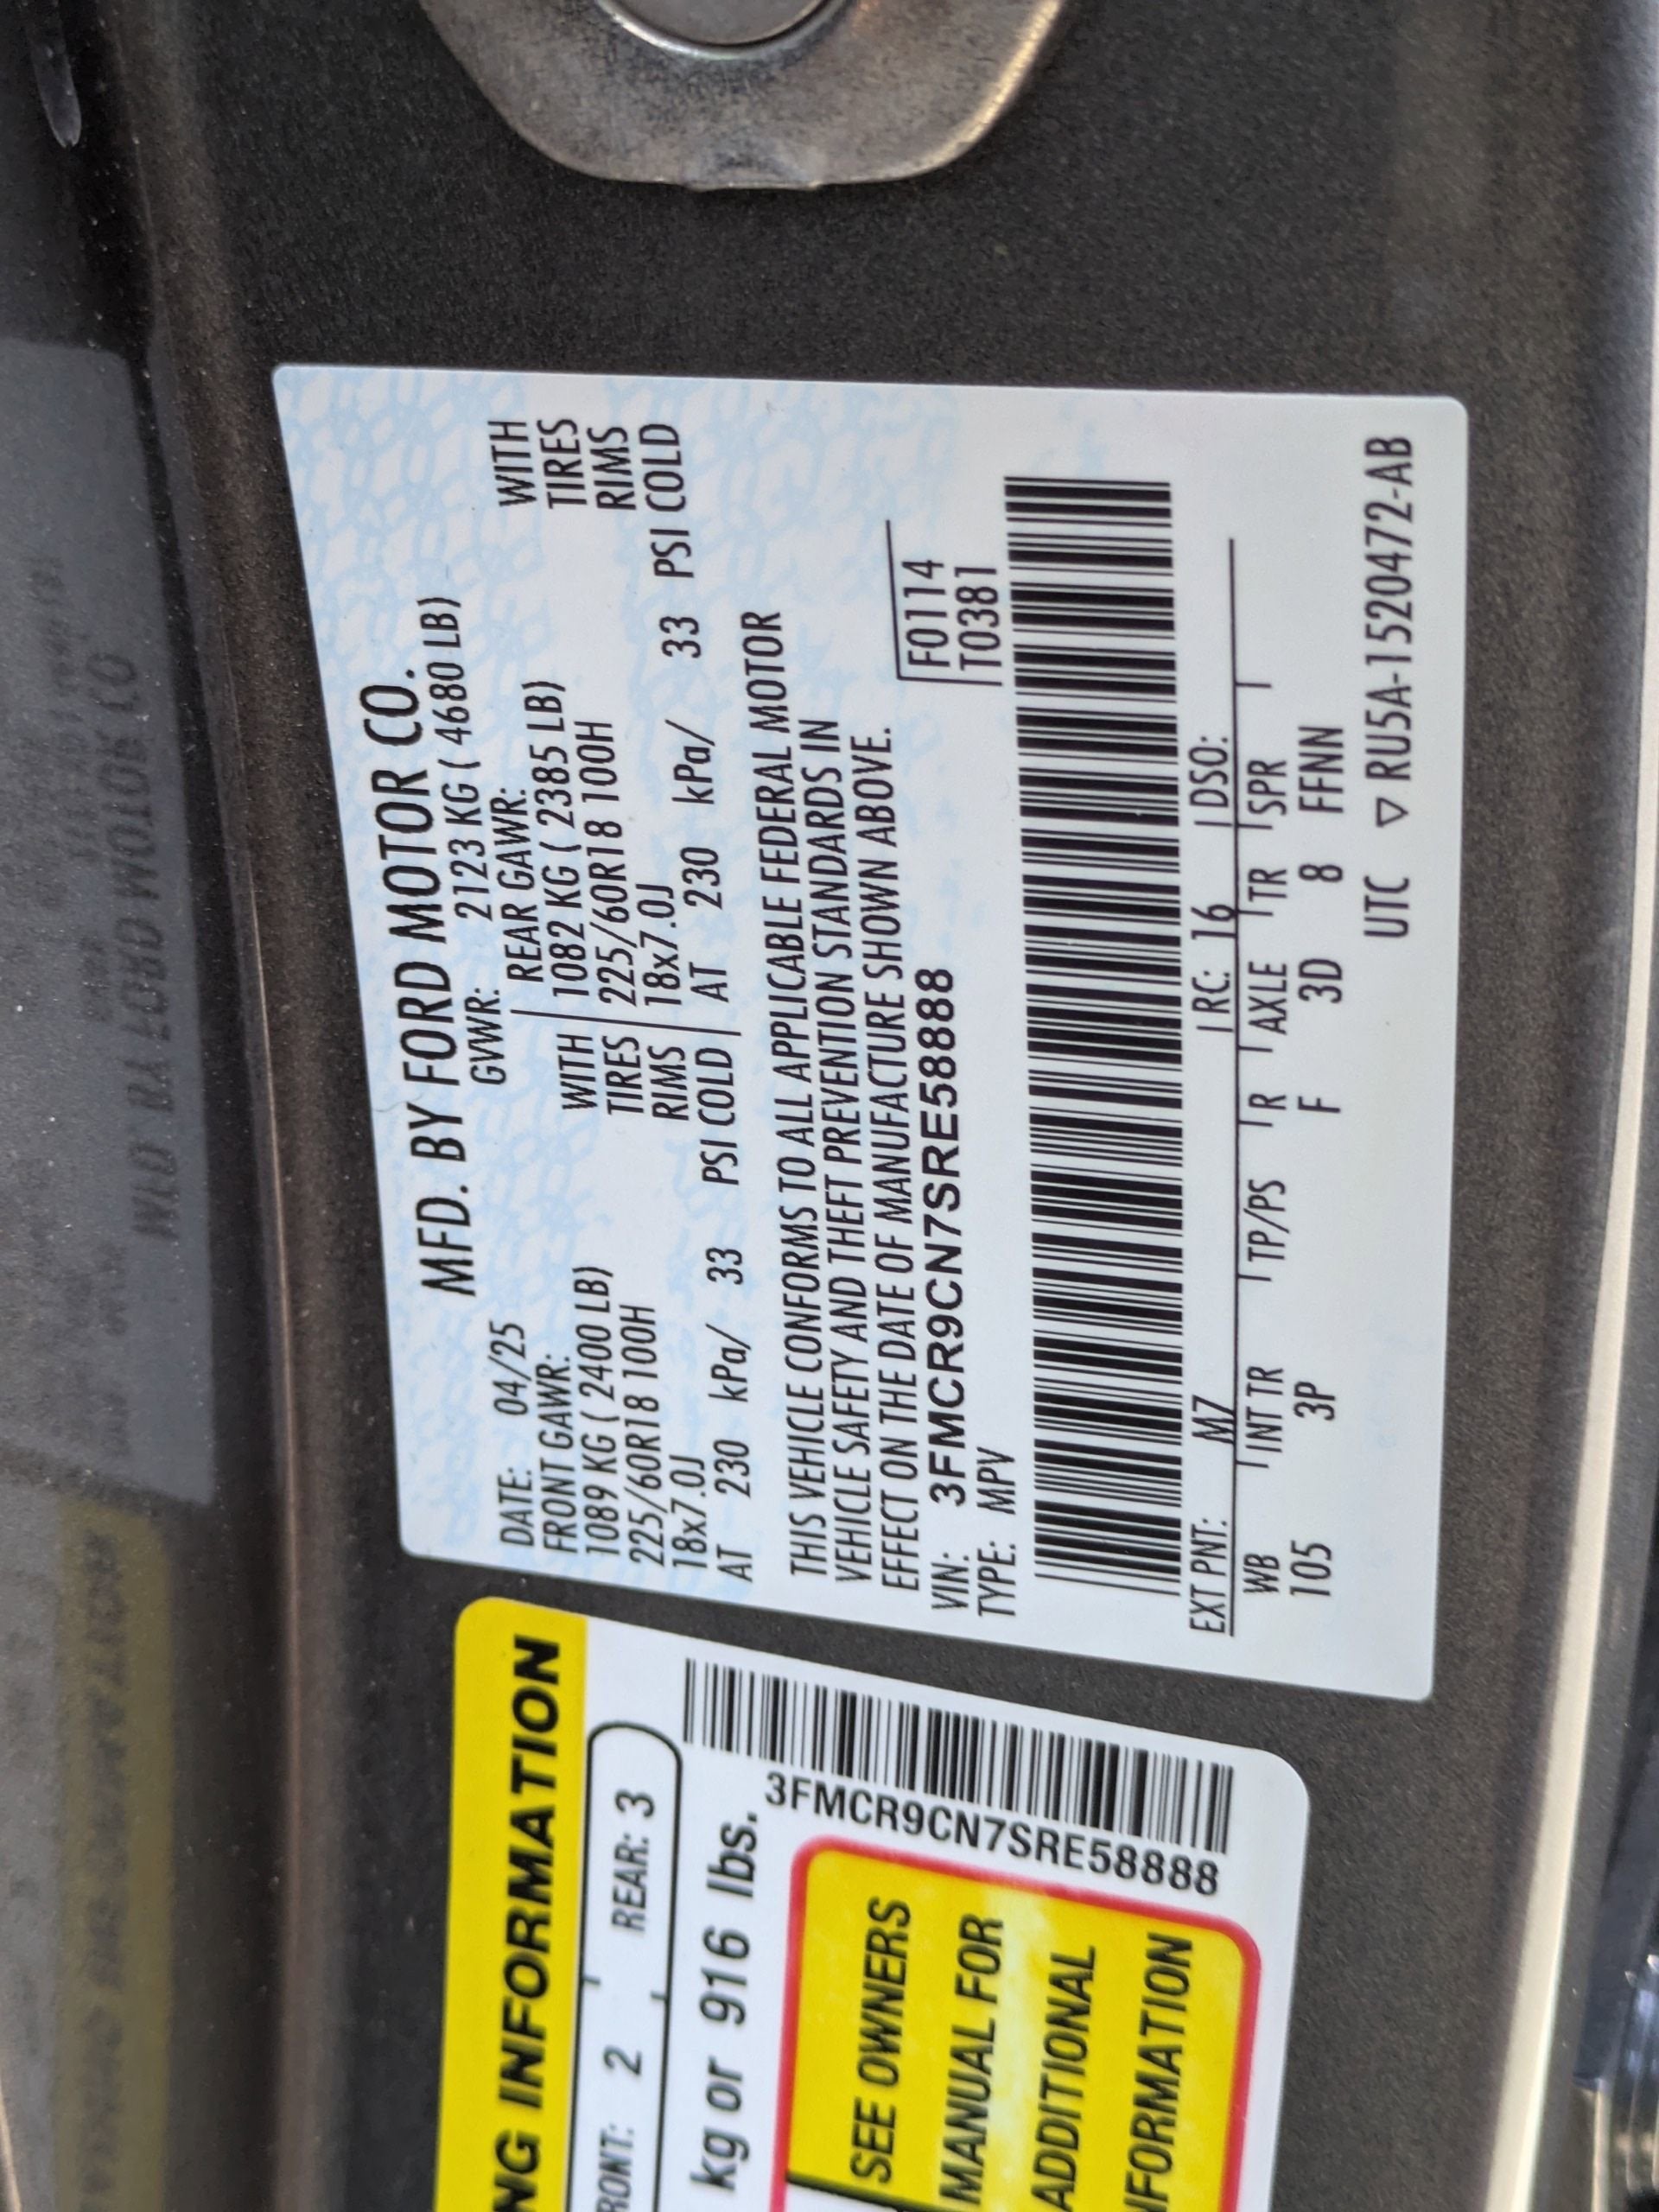 MFD. BY FORD MOTOR CO.
DATE: 04/25 GVWR: 2123 KG ( 4680 LB)
FRONT GAWR: REAR GAWR:
1089 KG ( 2400 LB) WITH 1082 KG ( 2385 LB) WITH
225/60R18 100H TIRES 225/60R18 100H TIRES
18x7.0J RIMS 18x7.0J RIMS
AT 230 kPa/ 33 PSI COLD AT 230 kPa/ 33 PSI COLD
THIS VEHICLE CONFORMS TO ALL APPLICABLE FEDERAL MOTOR
VEHICLE SAFETY AND THEFT PREVENTION STANDARDS IN
EFFECT ON THE DATE OF MANUFACTURE SHOWN ABOVE.
VIN: 3FMCR9CN7SRE58888 F0114
TYPE: MPV T0381
EXT PNT: MZ RC: 16 DSO:
WB INT TR TP/PS R AXLE TR SPR
105 3P F 3D 8 FFNN
UTC ▽ RU5A-1520472-AB
INFORMATION
2 REAR: 3
kg or 916 lbs.
3FMCR9CN7SRE58888
SEE OWNERS
MANUAL FOR
ADDITIONAL
INFORMATION